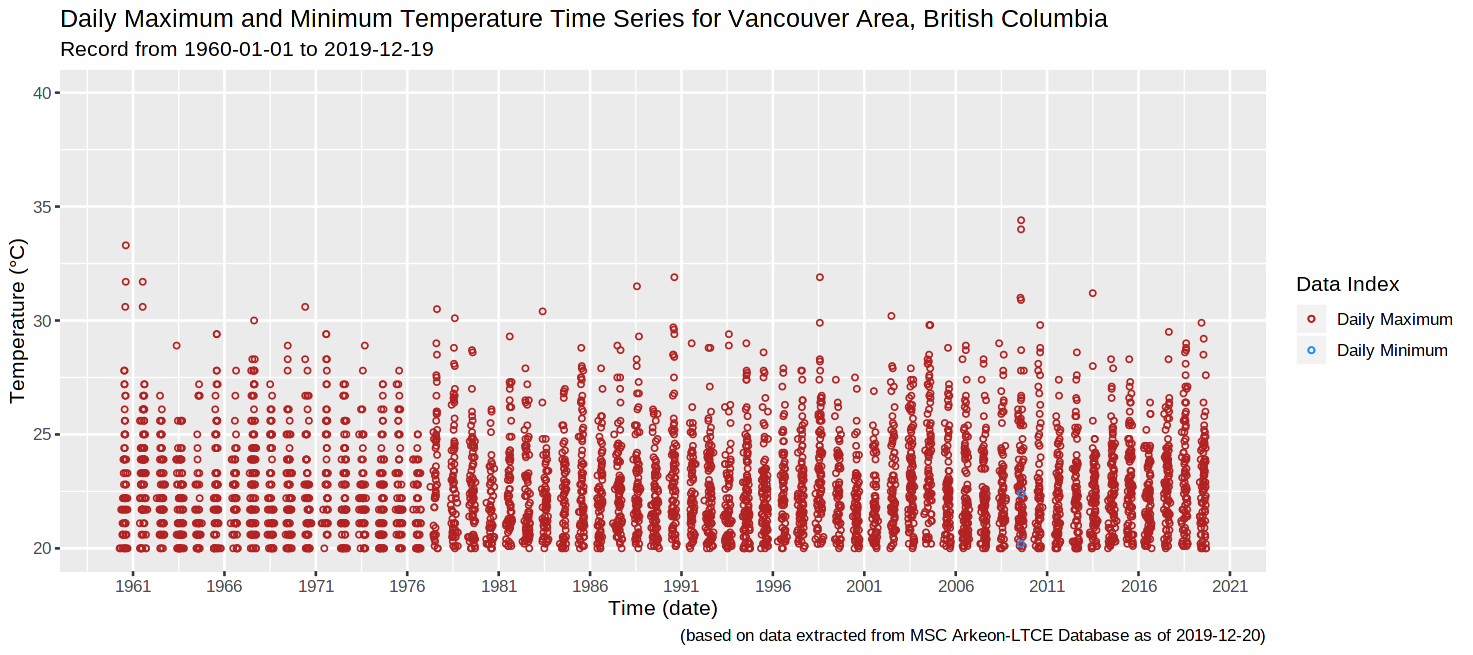 Daily Maximum and Minimum Temperature Time Series for Vancouver Area, British Columbia
Record from 1960-01-01 to 2019-12-19
Temperature (°C)
40
35
30
25
20
1961 1966 1971 1976 1981 1986 1991 1996 2001 2006 2011 2016 2021
Time (date)
(based on data extracted from MSC Arkeon-LTCE Database as of 2019-12-20)
Data Index
Daily Maximum
Daily Minimum